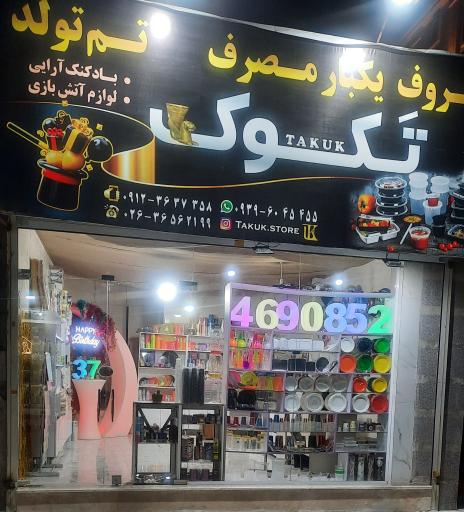 تم تولد
ظروف یکبار مصرف
• بادکنک آرایی
• لوازم آتش بازی
تَکوک
TAKUK
۰۹۱۲-۳۶۳۷۳۵۸
۰۹۳۹-۶۰۴۵۴۵۵
۰۲۶-۳۶۵۶۲۱۹۹
TAKUK.STORE
HAPPY
Birthday
37
4690852